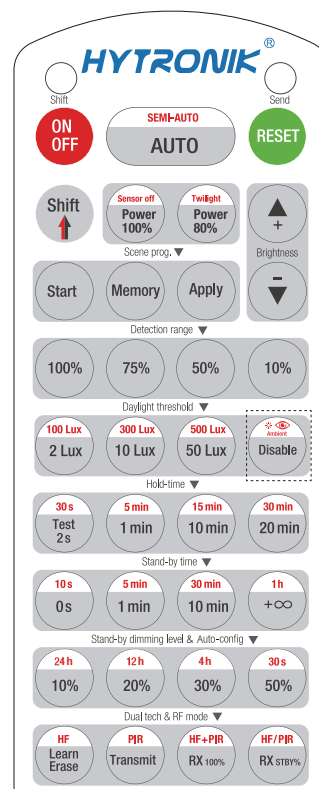 HYTRONIK®
Shift
Send
ON
OFF
SEMI-AUTO
AUTO
RESET
Shift
Sensor off
Power
100%
Twilight
Power
80%
+
Brightness
-
Scene prog.
Start
Memory
Apply
Detection range
100%
75%
50%
10%
Daylight threshold
100 Lux
2 Lux
300 Lux
10 Lux
500 Lux
50 Lux
Ambient
Disable
Hold-time
30 s
Test
2 s
5 min
1 min
15 min
10 min
30 min
20 min
Stand-by time
10 s
0 s
5 min
1 min
30 min
10 min
1 h
+∞
Stand-by dimming level & Auto-config
24 h
10%
12 h
20%
4 h
30%
30 s
50%
Dual tech & RF mode
HF
Learn
Erase
PIR
Transmit
HF+PIR
RX 100%
HF/PIR
RX STBY%